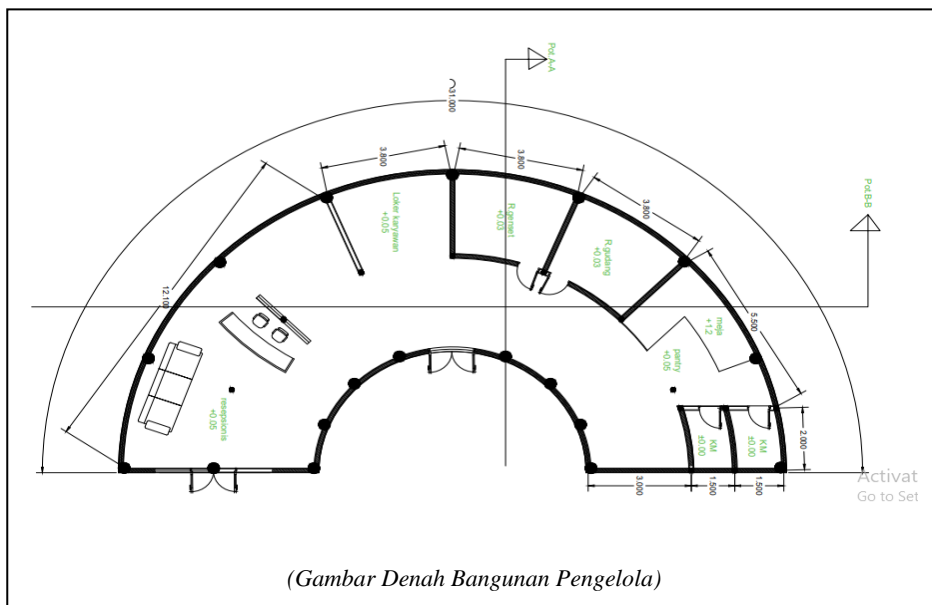 Pot.A-A
31.000
3.800
3.800
3.800
Pot.B-B
Loker karyawan
+0.05
R.genset
+0.03
R.gudang
+0.03
12.100
5.500
meja
+1.2
pantry
+0.05
resepsionis
+0.05
KM
±0.00
KM
±0.00
2.000
3.000
1.500
1.500
Activat
Go to Set
(Gambar Denah Bangunan Pengelola)